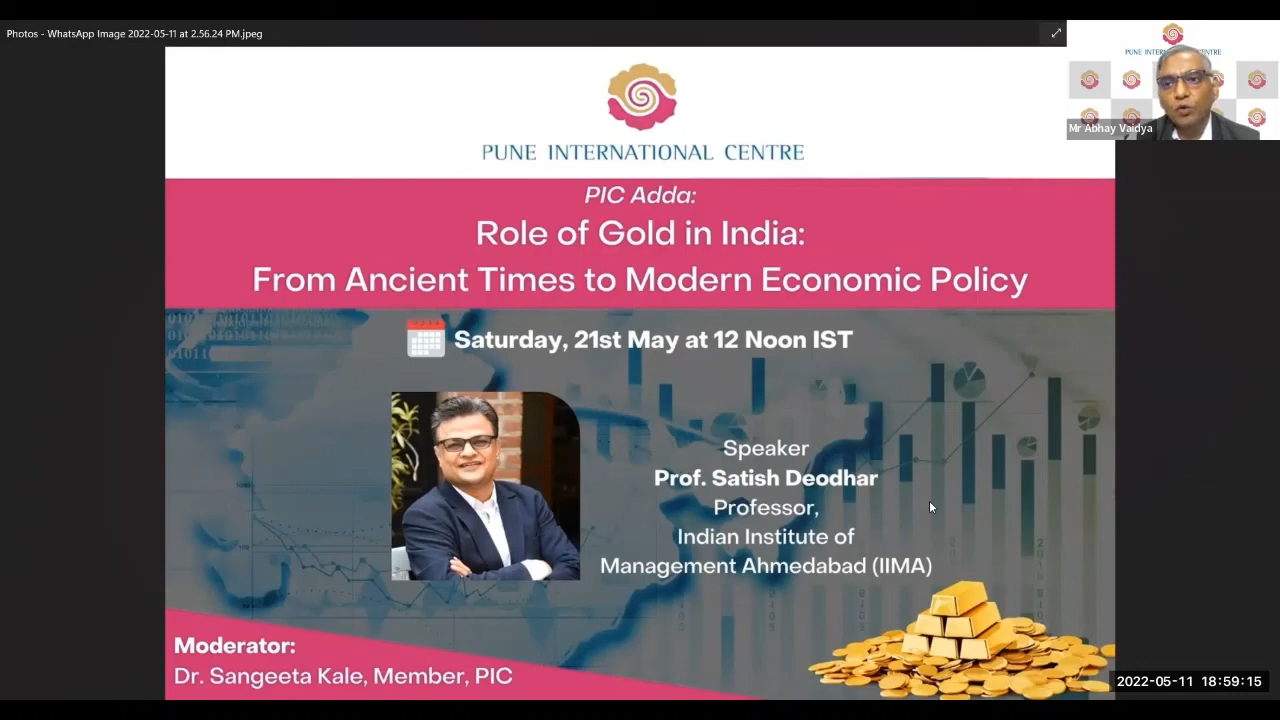 Photos - WhatsApp Image 2022-05-11 at 2.56.24 PM.jpeg
PUNE INTERNATIONAL CENTRE
Mr Abhay Vaidya
PUNE INTERNATIONAL CENTRE
PIC Adda:
Role of Gold in India:
From Ancient Times to Modern Economic Policy
Saturday, 21st May at 12 Noon IST
Speaker
Prof. Satish Deodhar
Professor,
Indian Institute of
Management Ahmedabad (IIMA)
Moderator:
Dr. Sangeeta Kale, Member, PIC
2022-05-11 18:59:15